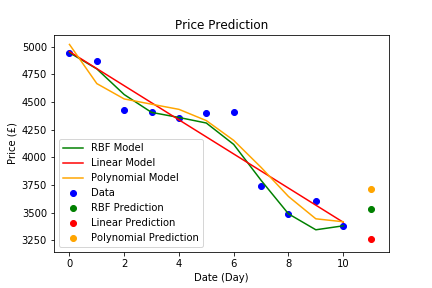 Price Prediction
5000
4750
4500
4250
4000
3750
3500
3250
Price (£)
RBF Model
Linear Model
Polynomial Model
Data
RBF Prediction
Linear Prediction
Polynomial Prediction
0 2 4 6 8 10
Date (Day)